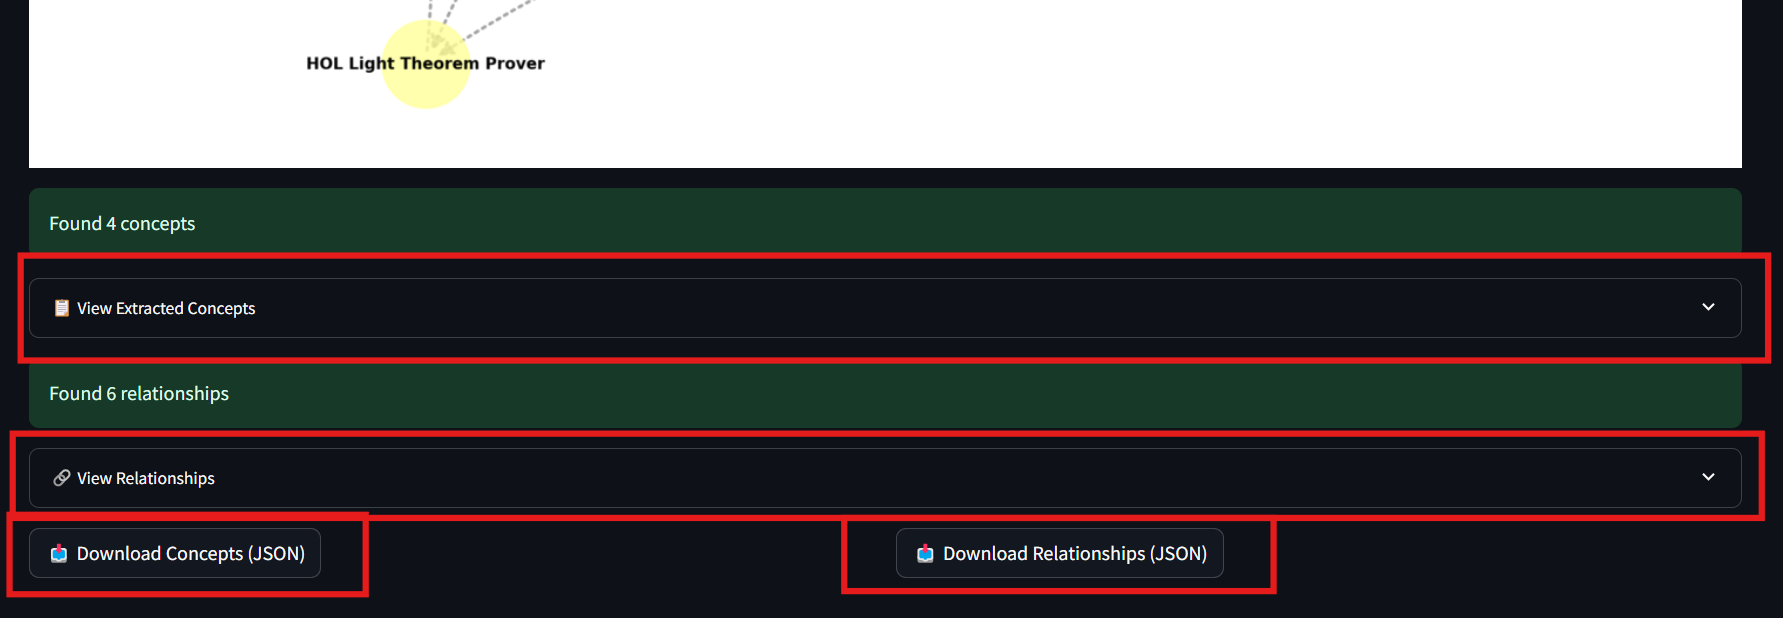 HOL Light Theorem Prover
Found 4 concepts
View Extracted Concepts
Found 6 relationships
View Relationships
Download Concepts (JSON)
Download Relationships (JSON)